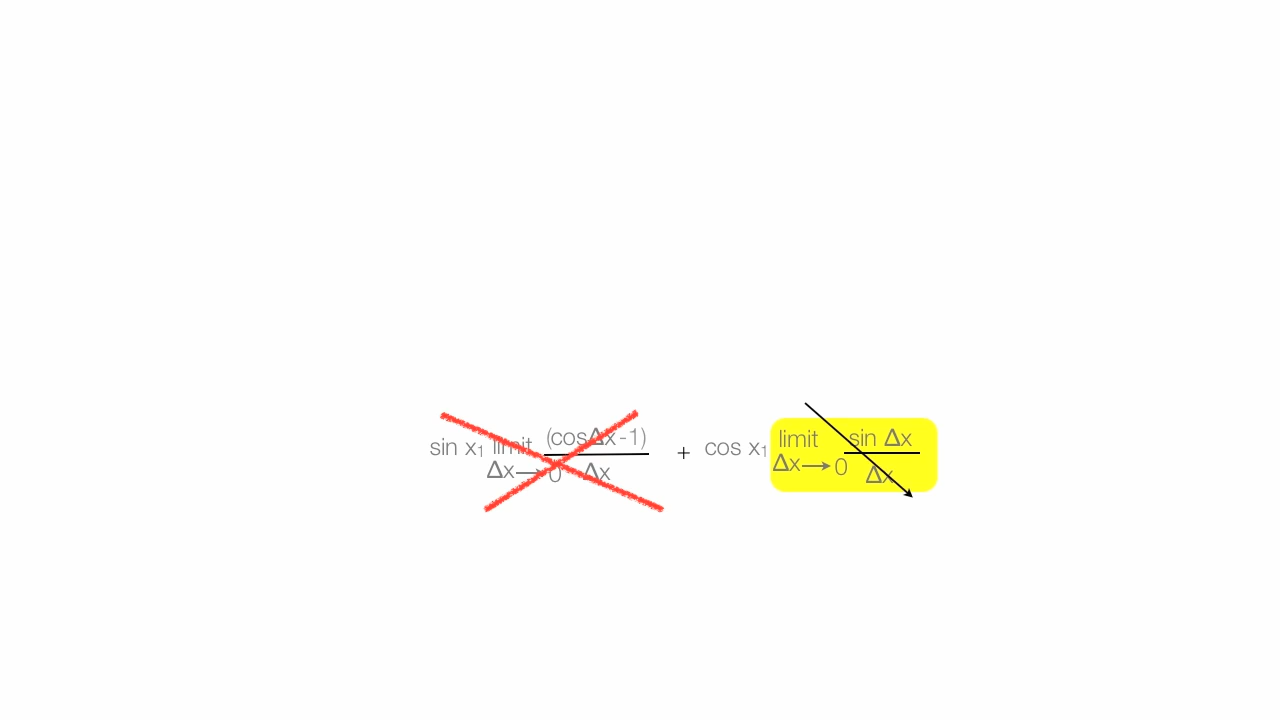 sin x₁ limit (cosΔx-1) + cos x₁ limit sin Δx
Δx→0 Δx Δx→0 Δx